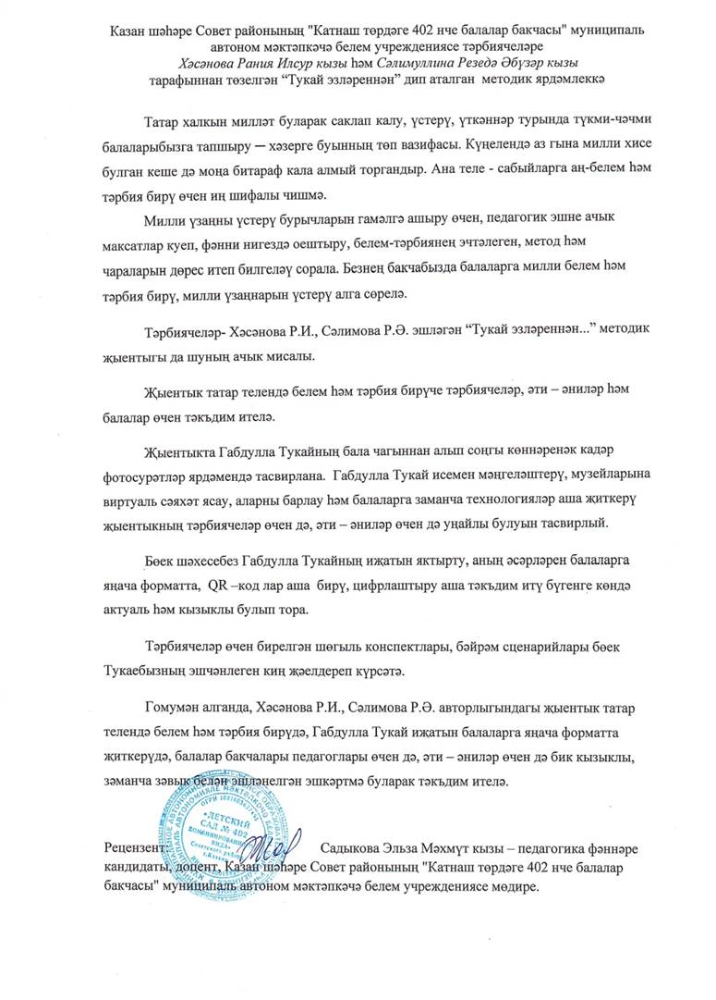 Казан шәһәре Совет районының "Катнаш төрдәге 402 нче балалар бакчасы" муниципаль
автоном мәктәпкәчә белем учреждениясе тәрбиячеләре
Хәсәнова Рания Илсур кызы һәм Сәлимуллина Резедә Әбүзәр кызы
тарафыннан төзелгән “Тукай эзләреннән” дип аталган методик ярдәмлеккә
Татар халкын милләт буларак саклап калу, үстерү, үткәннәр турында түкми-чәчми
балаларыбызга тапшыру — хәзерге буынның төп вазифасы. Күңелендә аз гына милли хисе
булган кеше дә моңа битараф кала алмый торгандыр. Ана теле - сабыйларга аң-белем һәм
тәрбия бирү өчен иң шифалы чишмә.
Милли үзаңны үстерү бурычларын гамәлгә ашыру өчен, педагогик эшне ачык
максатлар куеп, фәнни нигездә оештыру, белем-тәрбиянең эчтәлеген, метод һәм
чараларын дөрес итеп билгеләү сорала. Безнең бакчабызда балаларга милли белем һәм
тәрбия бирү, милли үзаңнарын үстерү алга сөрелә.
Тәрбиячеләр- Хәсәнова Р.И., Сәлимова Р.Ә. эшләгән “Тукай эзләреннән...” методик
җыентыгы да шуның ачык мисалы.
Җыентык татар телендә белем һәм тәрбия бирүче тәрбиячеләр, әти – әниләр һәм
балалар өчен тәкъдим ителә.
Җыентыкта Габдулла Тукайның бала чагыннан алып соңгы көннәренәк кадәр
фотосурәтләр ярдәмендә тасвирлана. Габдулла Тукай исемен мәңгеләштерү, музейларына
виртуаль сәяхәт ясау, аларны барлау һәм балаларга заманча технологияләр аша җиткерү
җыентыкның тәрбиячеләр өчен дә, әти – әниләр өчен дә уңайлы булуын тасвирлый.
Бөек шәхесебез Габдулла Тукайның иҗатын яктырту, аның әсәрләрен балаларга
яңача форматта, QR –код лар аша бирү, цифрлаштыру аша тәкъдим итү бүгенге көндә
актуаль һәм кызыклы булып тора.
Тәрбиячеләр өчен бирелгән шөгыль конспектлары, бәйрәм сценарийлары бөек
Тукаебызның эшчәнлеген киң җәелдереп күрсәтә.
Гомумән алганда, Хәсәнова Р.И., Сәлимова Р.Ә. авторлыгындагы җыентык татар
телендә белем һәм тәрбия бирүдә, Габдулла Тукай иҗатын балаларга яңача форматта
җиткерүдә, балалар бакчалары педагоглары өчен дә, әти – әниләр өчен дә бик кызыклы,
зәманча зәвык белән эшләнелгән эшкәртмә буларак тәкъдим ителә.
«ДЕТСКИЙ
САД № 402
КОМБИНИРОВАННОГО
ВИДА»
Рецензент: Садыкова Эльза Мәхмүт кызы – педагогика фәннәре
кандидаты, доцент, Казан шәһәре Совет районының "Катнаш төрдәге 402 нче балалар
бакчасы" муниципаль автоном мәктәпкәчә белем учреждениясе мөдире.